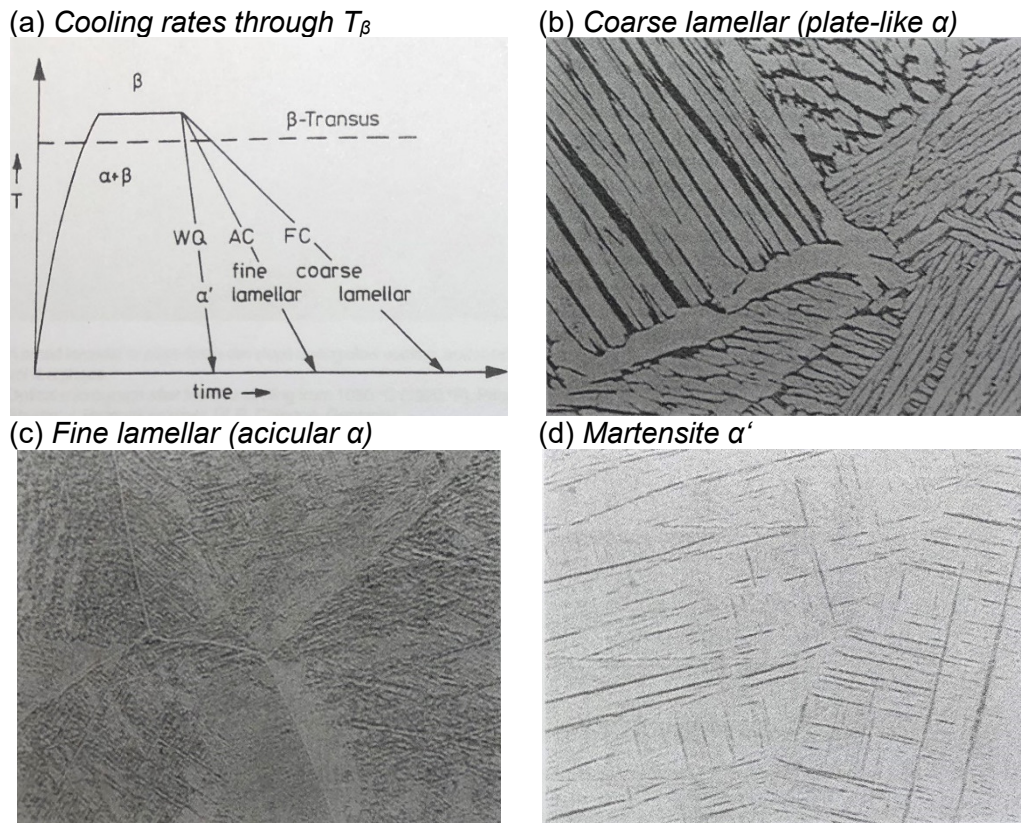 (a) Cooling rates through Tβ
β
β-Transus
α+β
T
WQ AC FC
fine coarse
α' lamellar lamellar
time
(b) Coarse lamellar (plate-like α)
(c) Fine lamellar (acicular α)
(d) Martensite α‘